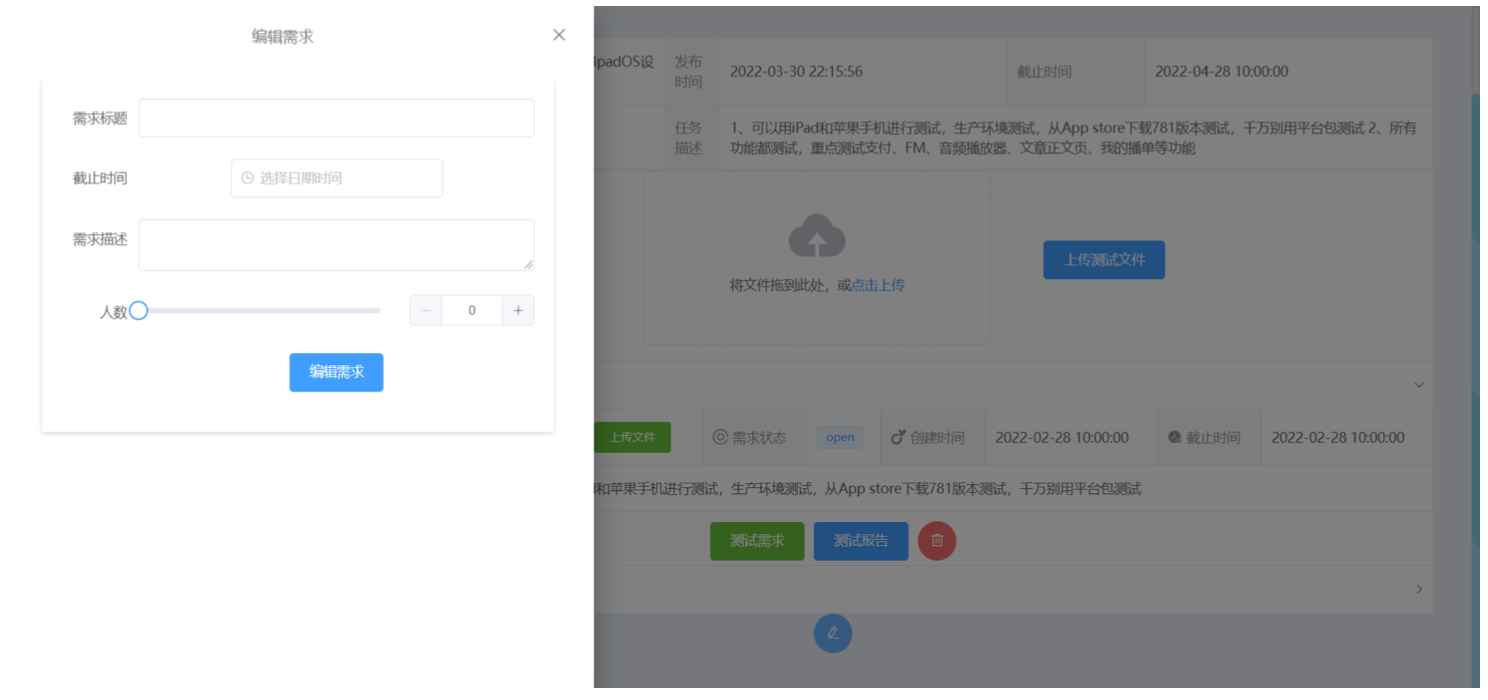 编辑需求
需求标题
截止时间
选择日期时间
需求描述
人数
0
编辑需求
IpadOS设
发布
时间
2022-03-30 22:15:56
截止时间
2022-04-28 10:00:00
任务
描述
1、可以用iPad和苹果手机进行测试，生产环境测试，从App store下载781版本测试，千万别用平台包测试 2、所有
功能都测试，重点测试支付、FM、音频播放器、文章正文页、我的播单等功能
将文件拖到此处，或点击上传
上传测试文件
上传文件
需求状态
open
创建时间
2022-02-28 10:00:00
截止时间
2022-02-28 10:00:00
和苹果手机进行测试，生产环境测试，从App store下载781版本测试，千万别用平台包测试
测试需求
测试报告